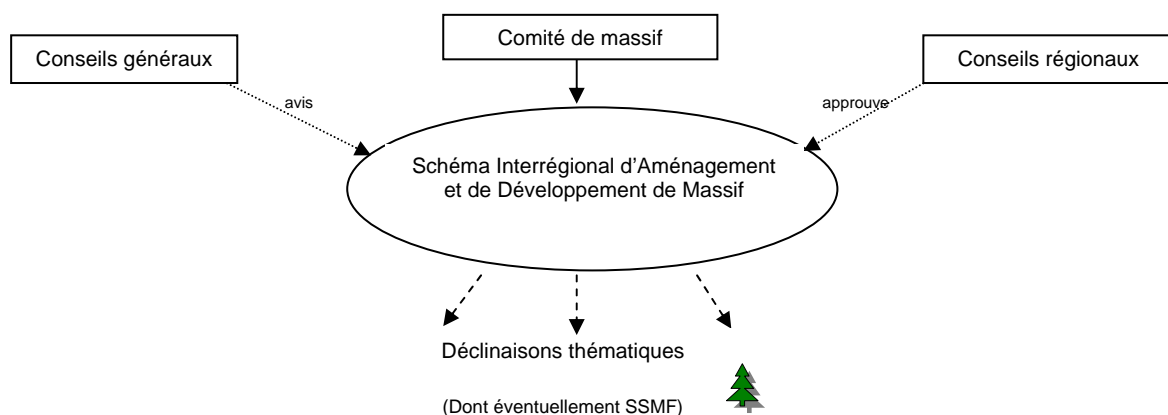 Comité de massif
Conseils généraux
Conseils régionaux
avis
approuve
Schéma Interrégional d’Aménagement
et de Développement de Massif
Déclinaisons thématiques
(Dont éventuellement SSMF)